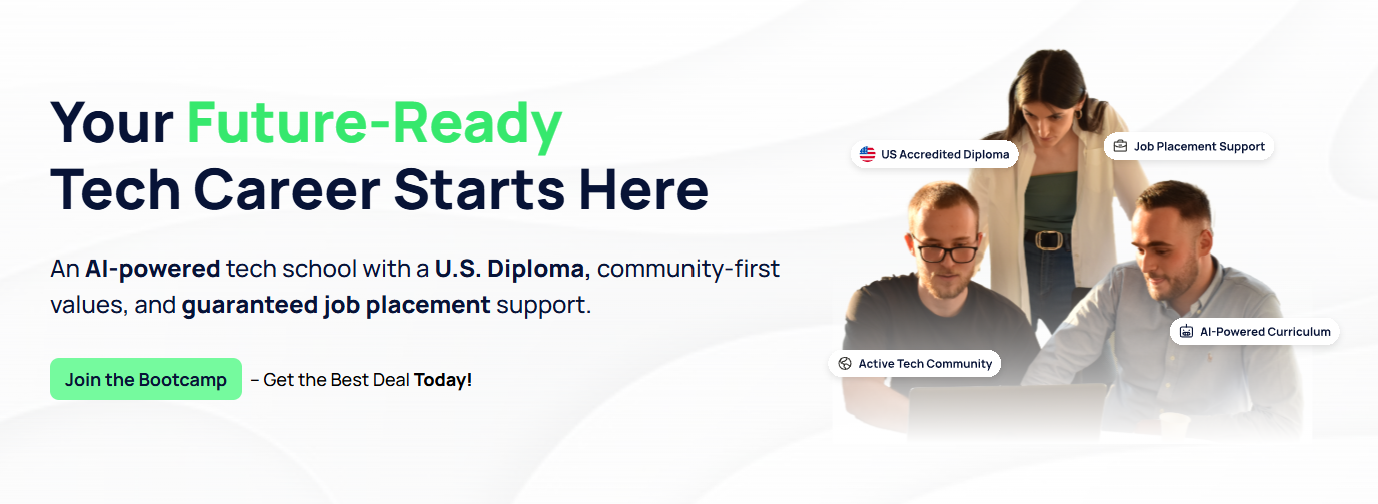 Your Future-Ready
Tech Career Starts Here
An AI-powered tech school with a U.S. Diploma, community-first
values, and guaranteed job placement support.
Join the Bootcamp – Get the Best Deal Today!
US Accredited Diploma
Job Placement Support
AI-Powered Curriculum
Active Tech Community